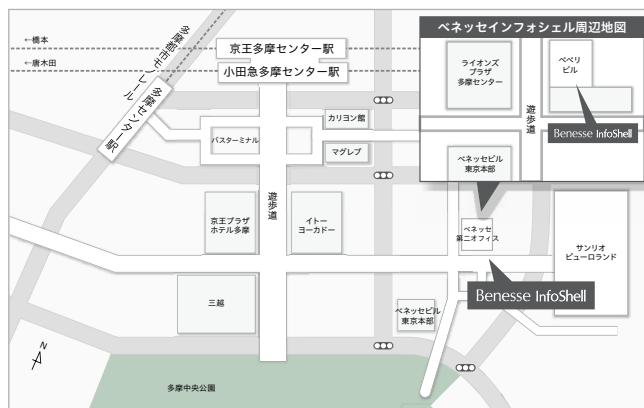 ベネッセインフォシェル周辺地図
←橋本
←唐木田
多摩都市モノレール
多摩センター駅
京王多摩センター駅
小田急多摩センター駅
ライオンズ
プラザ
多摩センター
ベペリ
ビル
遊歩道
Benesse InfoShell
ベネッセビル
東京本部
カリヨン館
マグレブ
バスターミナル
京王プラザ
ホテル多摩
遊歩道
イトー
ヨーカドー
ベネッセ
第二オフィス
サンリオ
ピューロランド
三越
ベネッセビル
東京本部
Benesse InfoShell
N
多摩中央公園